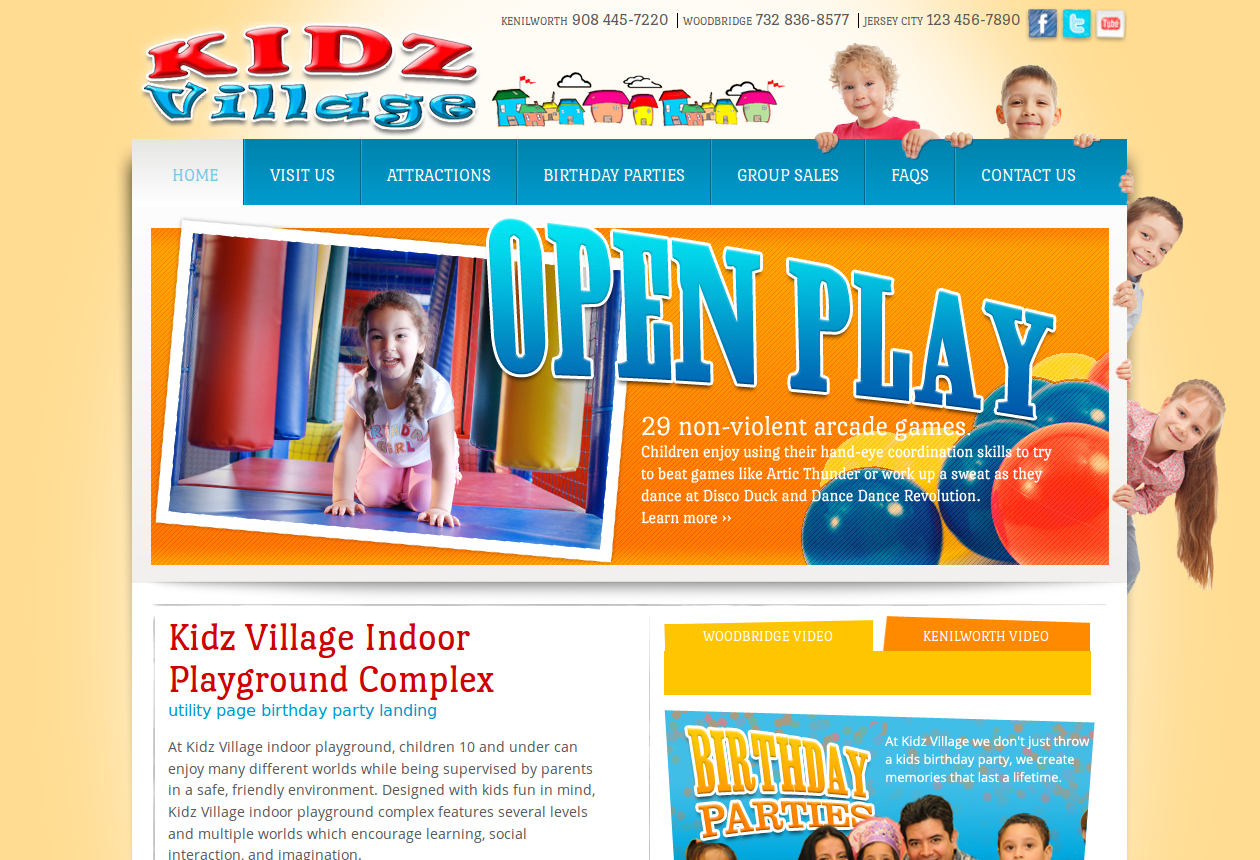 KENILWORTH 908 445-7220 | WOODBRIDGE 732 836-8577 | JERSEY CITY 123 456-7890
f t You Tube
KIDZ
Village
HOME VISIT US ATTRACTIONS BIRTHDAY PARTIES GROUP SALES FAQS CONTACT US
OPEN PLAY
BIRTHDAY
GIRL
29 non-violent arcade games
Children enjoy using their hand-eye coordination skills to try
to beat games like Artic Thunder or work up a sweat as they
dance at Disco Duck and Dance Dance Revolution.
Learn more ››
Kidz Village Indoor
Playground Complex
utility page birthday party landing
At Kidz Village indoor playground, children 10 and under can
enjoy many different worlds while being supervised by parents
in a safe, friendly environment. Designed with kids fun in mind,
Kidz Village indoor playground complex features several levels
and multiple worlds which encourage learning, social
interaction, and imagination.
WOODBRIDGE VIDEO KENILWORTH VIDEO
BIRTHDAY
PARTIES
At Kidz Village we don't just throw
a kids birthday party, we create
memories that last a lifetime.